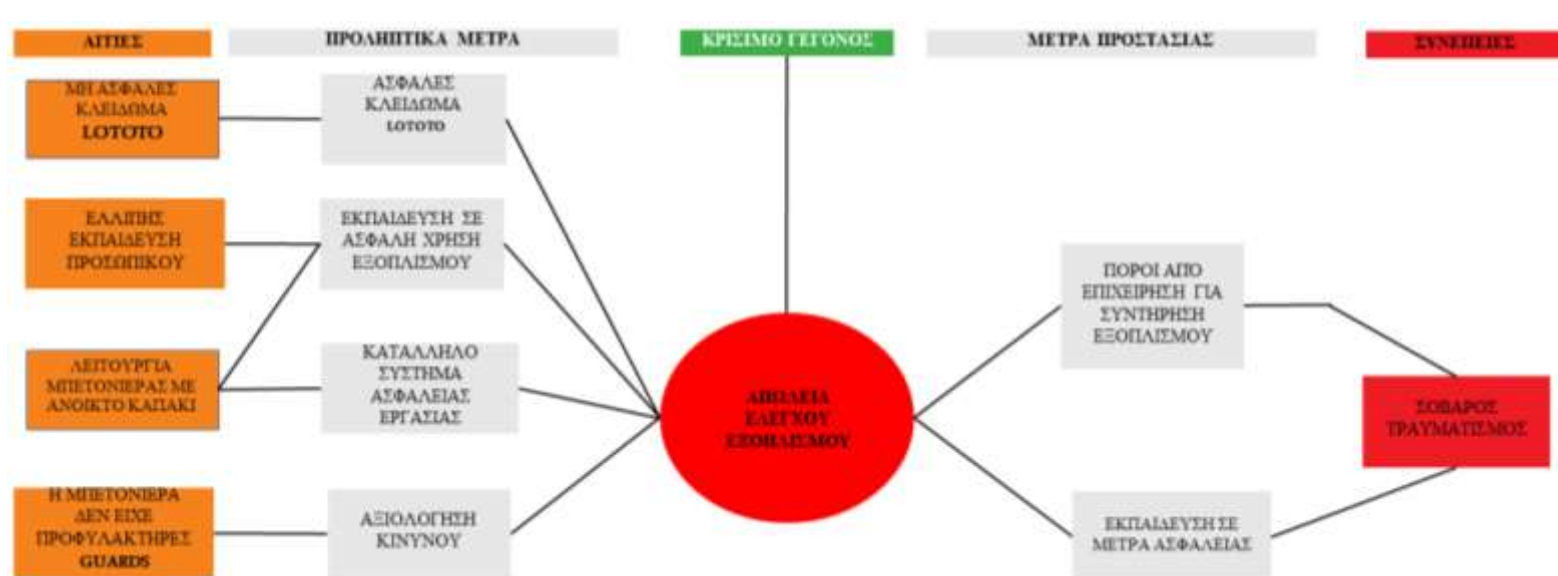 ΑΙΤΙΕΣ
ΠΡΟΛΗΠΤΙΚΑ ΜΕΤΡΑ
ΚΡΙΣΙΜΟ ΓΕΓΟΝΟΣ
ΜΕΤΡΑ ΠΡΟΣΤΑΣΙΑΣ
ΣΥΝΕΠΕΙΕΣ
ΜΗ ΑΣΦΑΛΕΣ
ΚΛΕΙΔΩΜΑ
LOTOTO
ΑΣΦΑΛΕΣ
ΚΛΕΙΔΩΜΑ
LOTOTO
ΕΛΛΙΠΗΣ
ΕΚΠΑΙΔΕΥΣΗ
ΠΡΟΣΩΠΙΚΟΥ
ΕΚΠΑΙΔΕΥΣΗ ΣΕ
ΑΣΦΑΛΗ ΧΡΗΣΗ
ΕΞΟΠΛΙΣΜΟΥ
ΛΕΙΤΟΥΡΓΙΑ
ΜΠΕΤΟΝΙΕΡΑΣ ΜΕ
ΑΝΟΙΚΤΟ ΚΑΠΑΚΙ
ΚΑΤΑΛΛΗΛΟ
ΣΥΣΤΗΜΑ
ΑΣΦΑΛΕΙΑΣ
ΕΡΓΑΣΙΑΣ
Η ΜΠΕΤΟΝΙΕΡΑ
ΔΕΝ ΕΙΧΕ
ΠΡΟΦΥΛΑΚΤΗΡΕΣ
GUARDS
ΑΞΙΟΛΟΓΗΣΗ
ΚΙΝΥΝΟΥ
ΑΠΩΛΕΙΑ
ΕΛΕΓΧΟΥ
ΕΞΟΠΛΙΣΜΟΥ
ΠΟΡΟΙ ΑΠΟ
ΕΠΙΧΕΙΡΗΣΗ ΓΙΑ
ΣΥΝΤΗΡΗΣΗ
ΕΞΟΠΛΙΣΜΟΥ
ΕΚΠΑΙΔΕΥΣΗ ΣΕ
ΜΕΤΡΑ ΑΣΦΑΛΕΙΑΣ
ΣΟΒΑΡΟΣ
ΤΡΑΥΜΑΤΙΣΜΟΣ